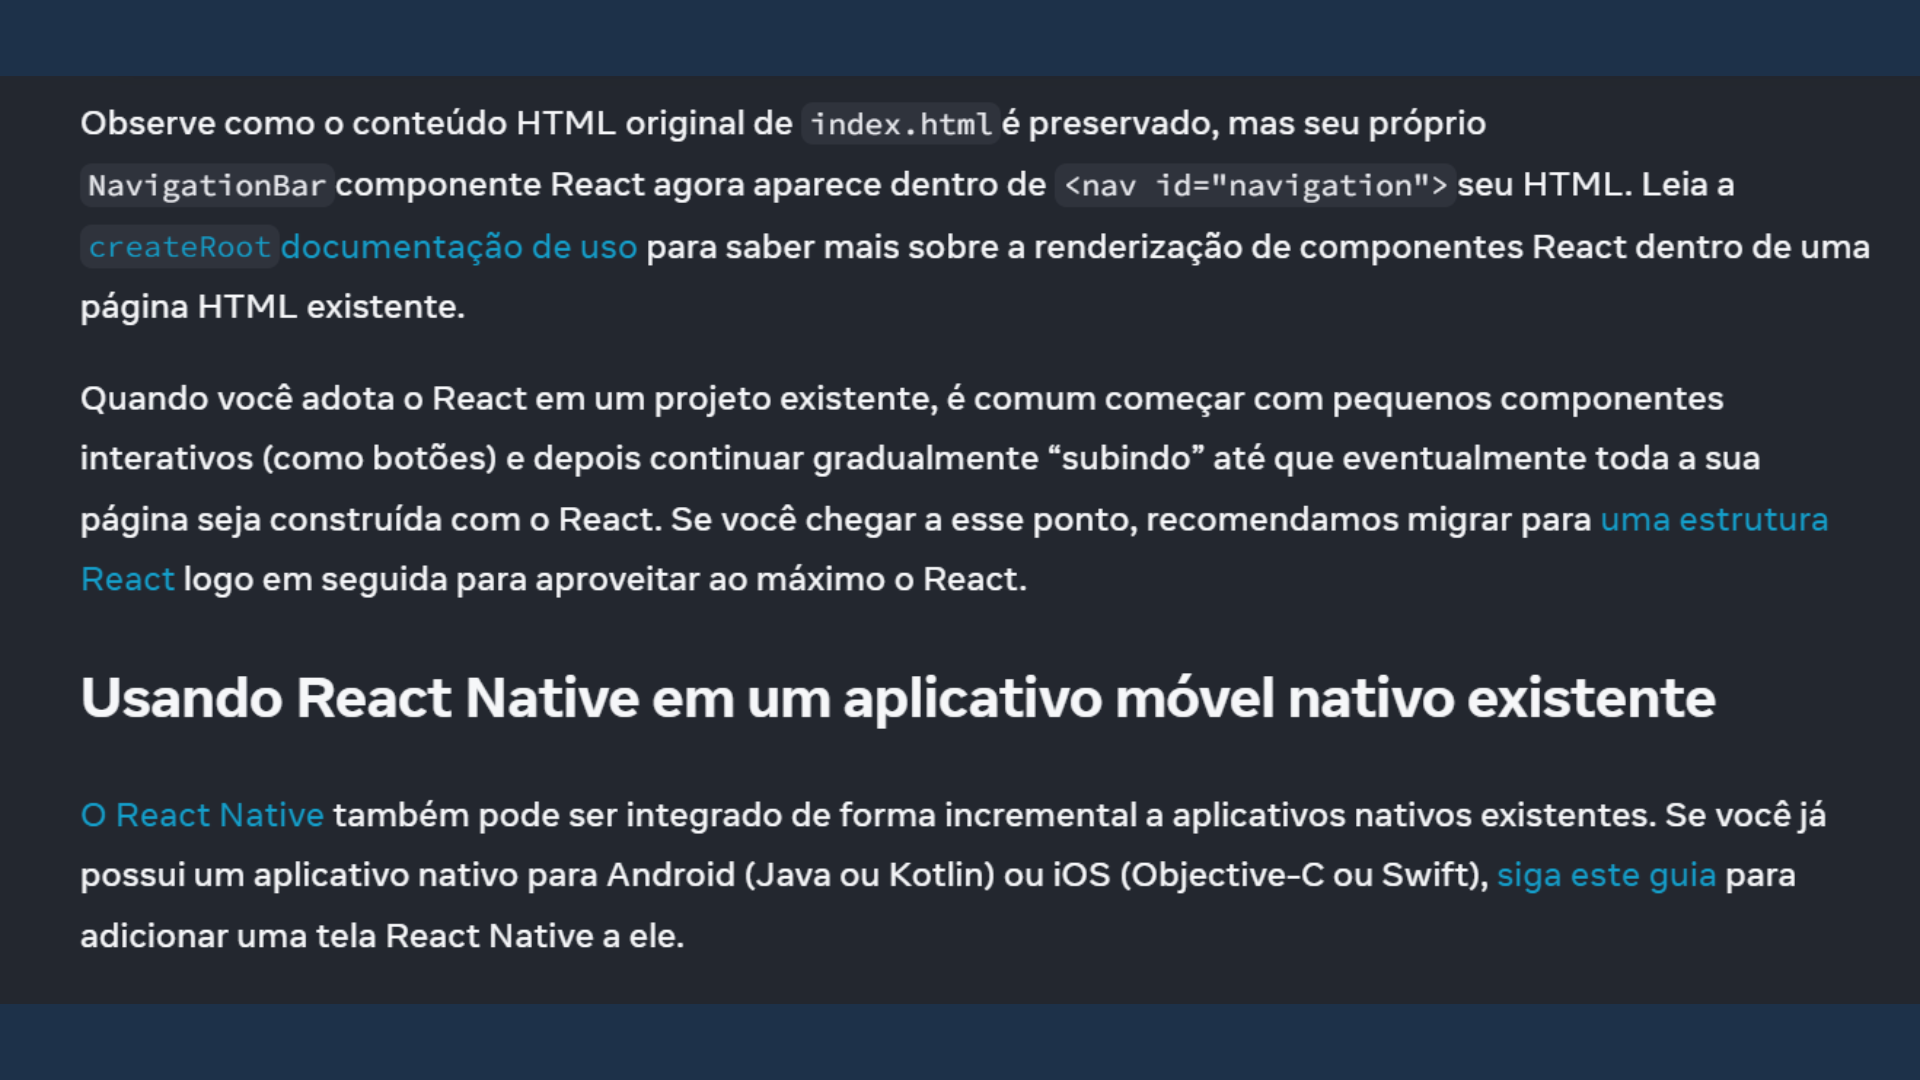 Observe como o conteúdo HTML original de index.html é preservado, mas seu próprio
NavigationBar componente React agora aparece dentro de <nav id="navigation"> seu HTML. Leia a
createRoot documentação de uso para saber mais sobre a renderização de componentes React dentro de uma
página HTML existente.
Quando você adota o React em um projeto existente, é comum começar com pequenos componentes
interativos (como botões) e depois continuar gradualmente “subindo” até que eventualmente toda a sua
página seja construída com o React. Se você chegar a esse ponto, recomendamos migrar para uma estrutura
React logo em seguida para aproveitar ao máximo o React.
Usando React Native em um aplicativo móvel nativo existente
O React Native também pode ser integrado de forma incremental a aplicativos nativos existentes. Se você já
possui um aplicativo nativo para Android (Java ou Kotlin) ou iOS (Objective-C ou Swift), siga este guia para
adicionar uma tela React Native a ele.